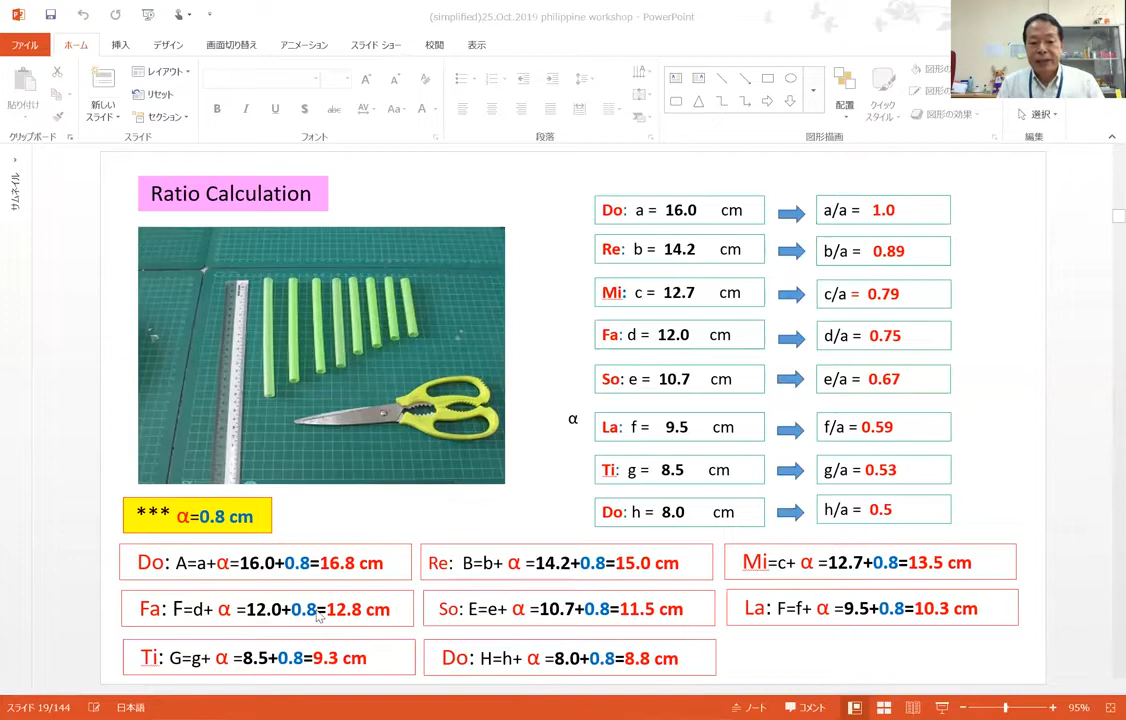 (simplified)25.Oct.2019 philippine workshop - PowerPoint
ファイル ホーム 挿入 デザイン 画面切り替え アニメーション スライド ショー 校閲 表示
貼り付け
新しい
スライド
レイアウト
リセット
セクション
B I U S abc AV Aa A
配置
クイック
スタイル
図形の
図形の
図形の効果
選択
クリップボード スライド フォント 段落 図形描画 編集
サムネイル
Ratio Calculation
Do: a = 16.0 cm
a/a = 1.0
Re: b = 14.2 cm
b/a = 0.89
Mi: c = 12.7 cm
c/a = 0.79
Fa: d = 12.0 cm
d/a = 0.75
So: e = 10.7 cm
e/a = 0.67
α
La: f = 9.5 cm
f/a = 0.59
Ti: g = 8.5 cm
g/a = 0.53
Do: h = 8.0 cm
h/a = 0.5
*** α=0.8 cm
Do: A=a+α=16.0+0.8=16.8 cm
Re: B=b+ α =14.2+0.8=15.0 cm
Mi=c+ α =12.7+0.8=13.5 cm
Fa: F=d+ α =12.0+0.8=12.8 cm
So: E=e+ α =10.7+0.8=11.5 cm
La: F=f+ α =9.5+0.8=10.3 cm
Ti: G=g+ α =8.5+0.8=9.3 cm
Do: H=h+ α =8.0+0.8=8.8 cm
スライド 19/144 日本語 ノート コメント 95%